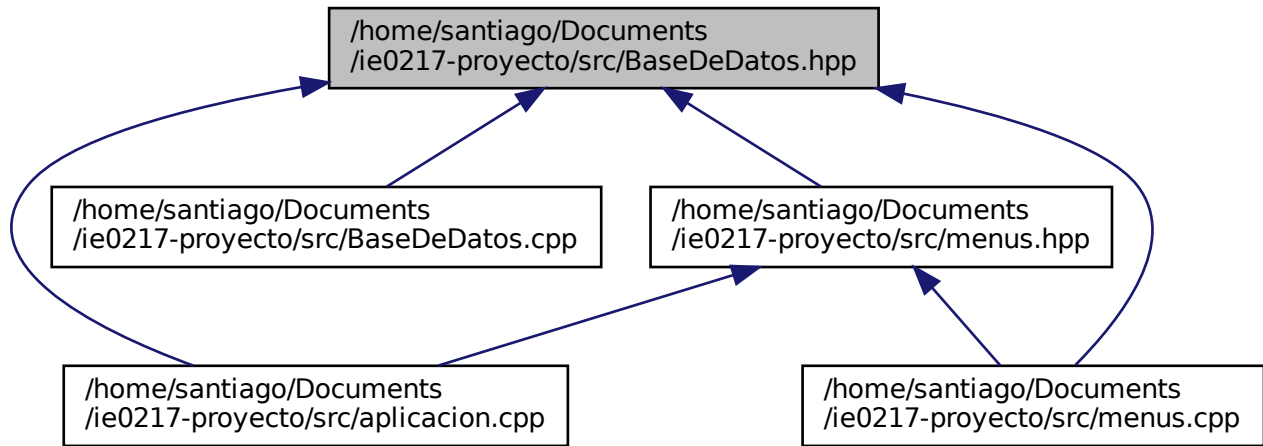 /home/santiago/Documents
/ie0217-proyecto/src/BaseDeDatos.hpp
/home/santiago/Documents
/ie0217-proyecto/src/BaseDeDatos.cpp
/home/santiago/Documents
/ie0217-proyecto/src/menus.hpp
/home/santiago/Documents
/ie0217-proyecto/src/aplicacion.cpp
/home/santiago/Documents
/ie0217-proyecto/src/menus.cpp